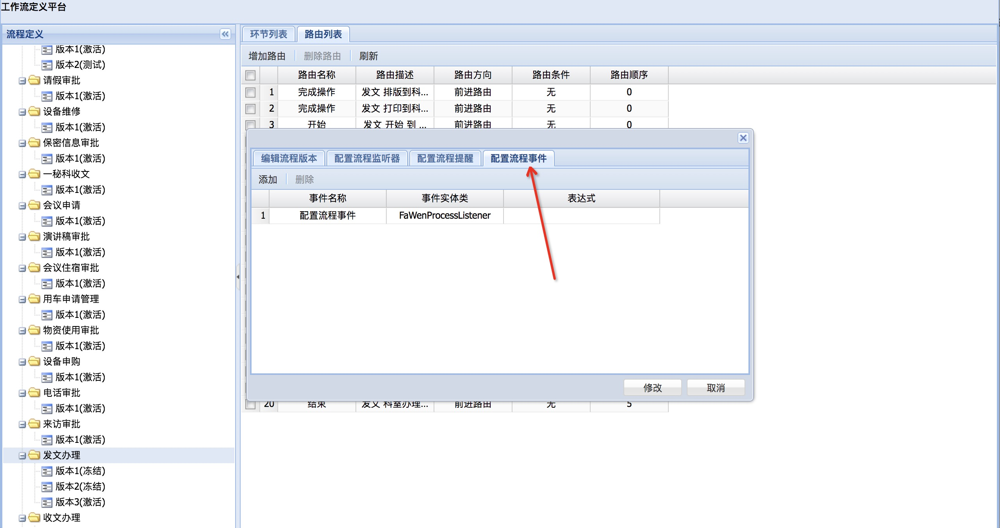 工作流定义平台
流程定义
版本1(激活)
版本2(测试)
请假审批
版本1(激活)
设备维修
版本1(激活)
保密信息审批
版本1(激活)
一秘科收文
版本1(激活)
会议申请
版本1(激活)
演讲稿审批
版本1(激活)
会议住宿审批
版本1(激活)
用车申请管理
版本1(激活)
物资使用审批
版本1(激活)
设备申购
版本1(激活)
电话审批
版本1(激活)
来访审批
版本1(激活)
发文办理
版本1(冻结)
版本2(冻结)
版本3(激活)
收文办理
环节列表 路由列表
增加路由 删除路由 刷新
路由名称 路由描述 路由方向 路由条件 路由顺序
1 完成操作 发文 排版到科... 前进路由 无 0
2 完成操作 发文 打印到科... 前进路由 无 0
3 开始 发文 开始 到 ... 前进路由 无 0
编辑流程版本 配置流程监听器 配置流程提醒 配置流程事件
添加 删除
事件名称 事件实体类 表达式
1 配置流程事件 FaWenProcessListener
修改 取消
20 结束 发文 科室办理... 前进路由 无 5